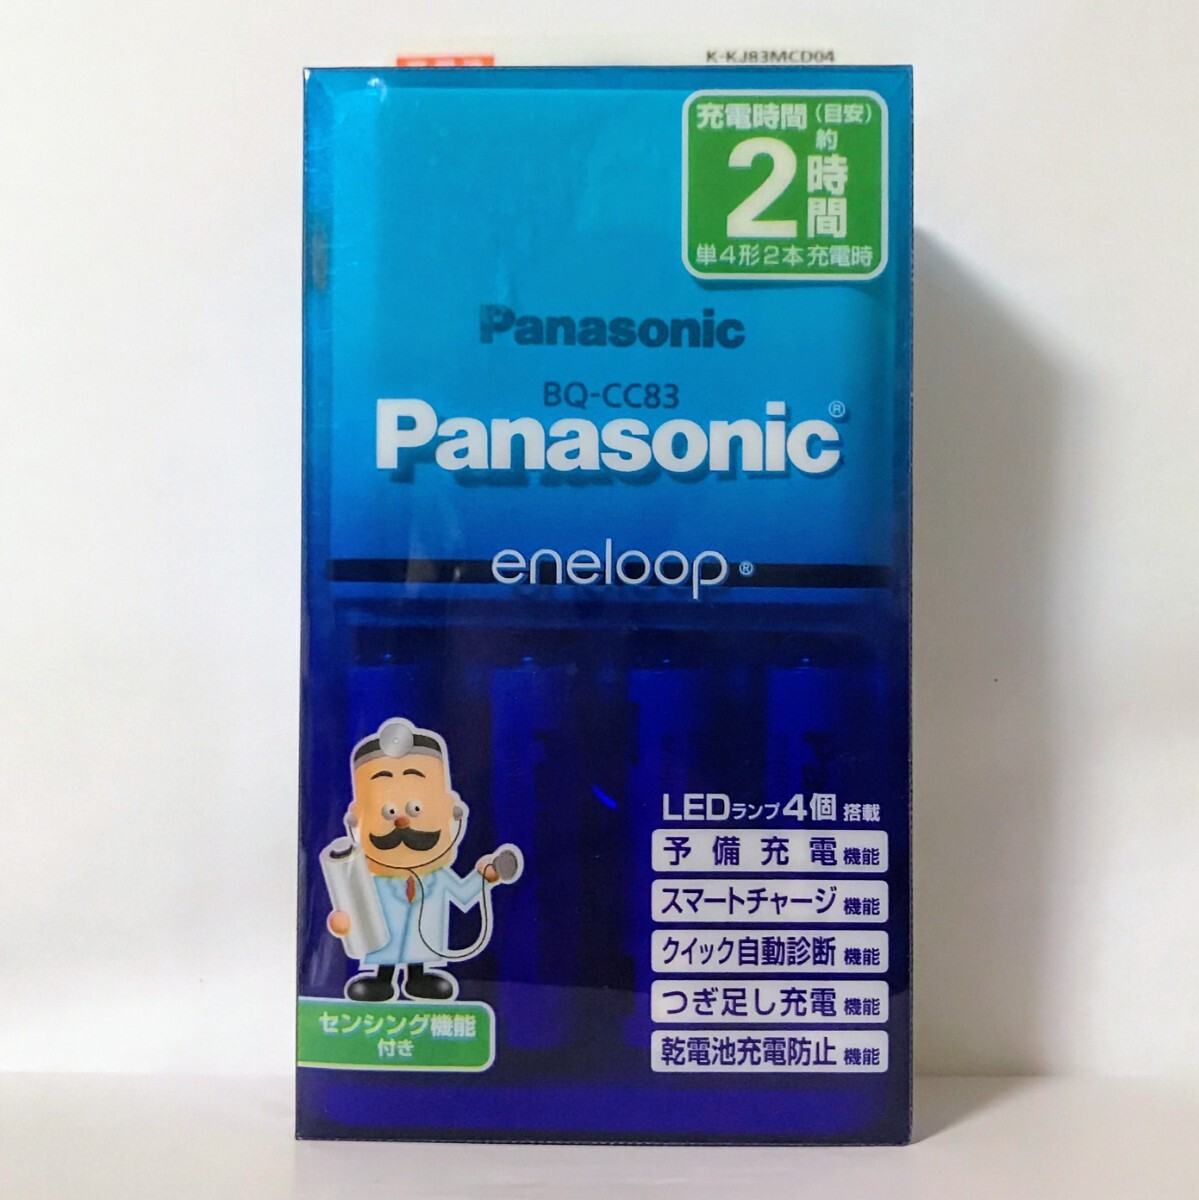 K-KJ83MCD04
充電時間(目安)
約
2時間
単4形2本充電時
Panasonic
BQ-CC83
Panasonic®
eneloop®
LEDランプ4個搭載
予備充電機能
スマートチャージ機能
クイック自動診断機能
つぎ足し充電機能
乾電池充電防止機能
センシング機能
付き